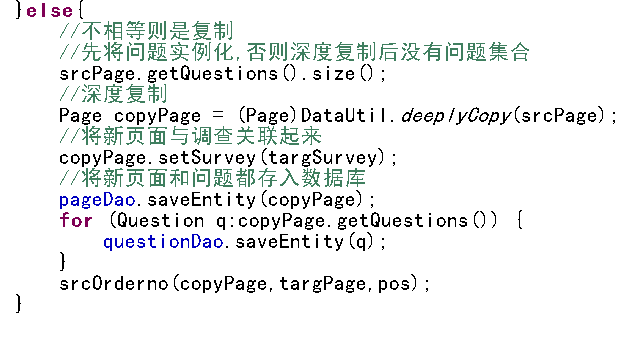 }else{
//不相等则是复制
//先将问题实例化,否则深度复制后没有问题集合
srcPage.getQuestions().size();
//深度复制
Page copyPage = (Page)DataUtil.deeplyCopy(srcPage);
//将新页面与调查关联起来
copyPage.setSurvey(targSurvey);
//将新页面和问题都存入数据库
pageDao.saveEntity(copyPage);
for (Question q:copyPage.getQuestions()) {
questionDao.saveEntity(q);
}
srcOrderno(copyPage,targPage,pos);
}